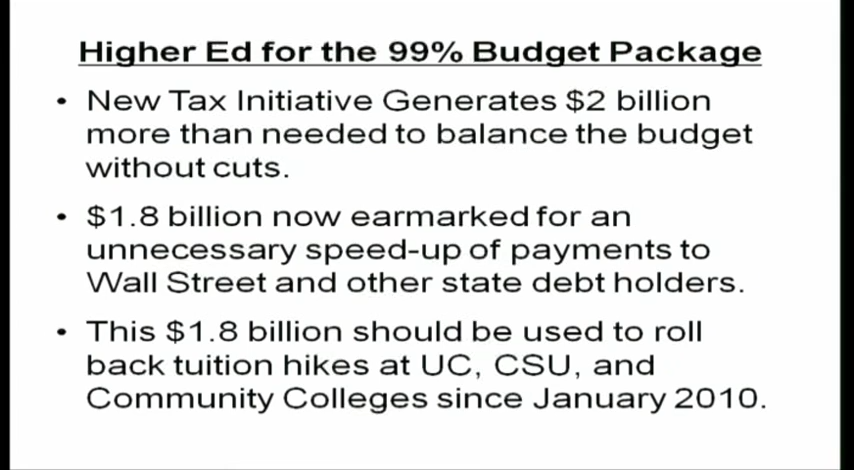 Higher Ed for the 99% Budget Package
• New Tax Initiative Generates $2 billion
more than needed to balance the budget
without cuts.
• $1.8 billion now earmarked for an
unnecessary speed-up of payments to
Wall Street and other state debt holders.
• This $1.8 billion should be used to roll
back tuition hikes at UC, CSU, and
Community Colleges since January 2010.